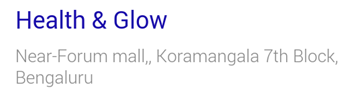 Health & Glow
Near-Forum mall,, Koramangala 7th Block,
Bengaluru